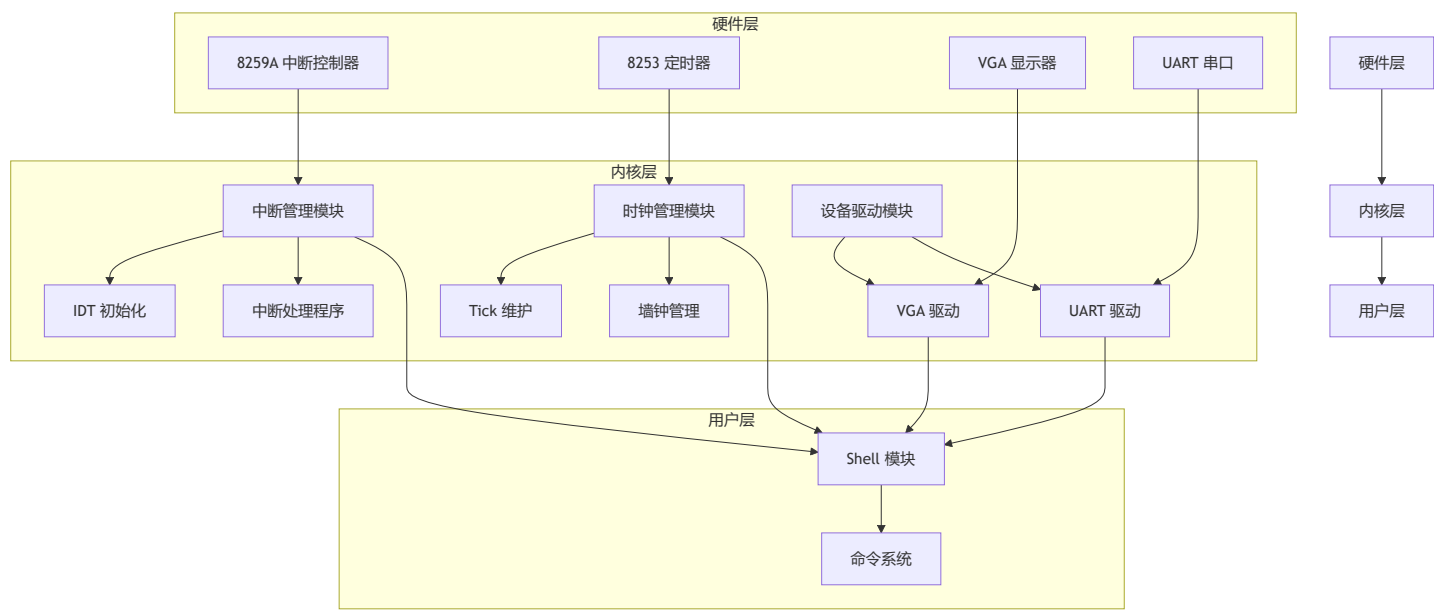 硬件层
8259A 中断控制器
8253 定时器
VGA 显示器
UART 串口
硬件层
内核层
中断管理模块
时钟管理模块
设备驱动模块
内核层
IDT 初始化
中断处理程序
Tick 维护
墙钟管理
VGA 驱动
UART 驱动
用户层
用户层
Shell 模块
命令系统